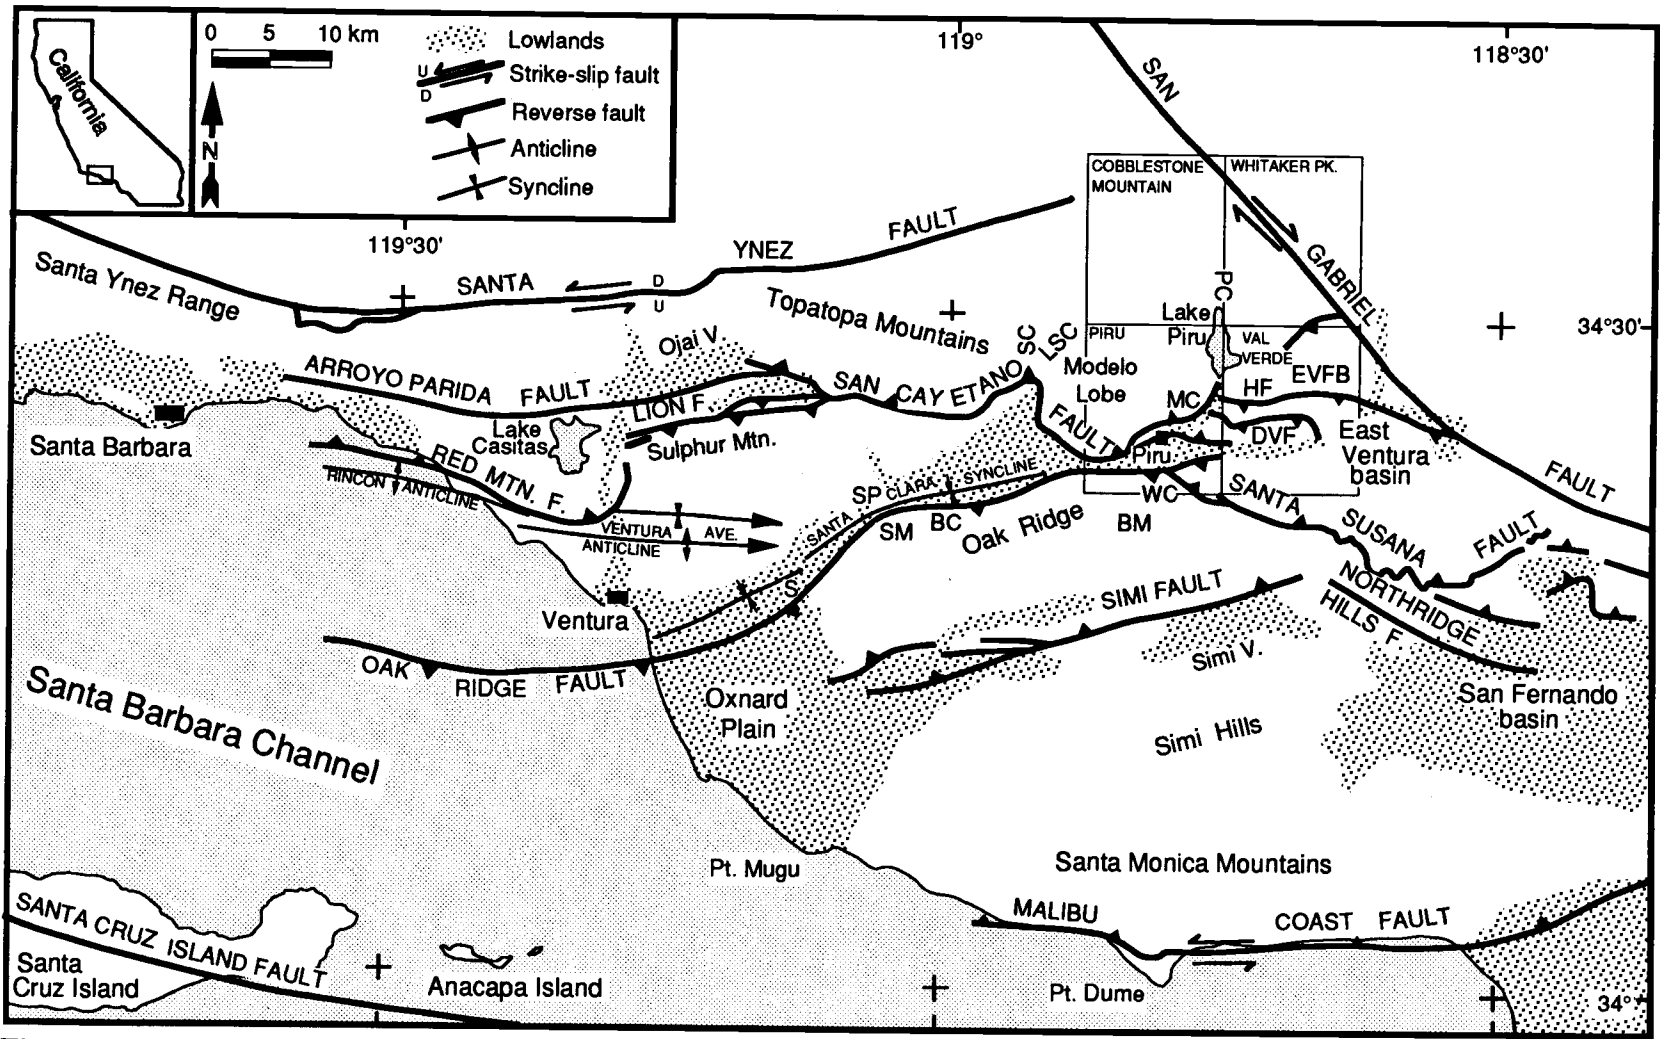 California
0 5 10 km
N
Lowlands
U
D
Strike-slip fault
Reverse fault
Anticline
Syncline
119°
118°30'
119°30'
34°30'
34°
SAN GABRIEL FAULT
COBBLESTONE
MOUNTAIN
WHITAKER PK.
PC
Lake
Piru
PIRU
VAL
VERDE
Modelo
Lobe
Santa Ynez Range
SANTA YNEZ FAULT
D
U
Topatopa Mountains
Ojai V
SC
LSC
ARROYO PARIDA FAULT
SAN CAYETANO FAULT
LION F.
Sulphur Mtn.
Lake
Casitas
MC
HF
EVFB
DVF
East
Ventura
basin
Piru
Santa Barbara
RED MTN. F.
RINCON ANTICLINE
VENTURA AVE.
ANTICLINE
SANTA CLARA SYNCLINE
SP
SM
BC
Oak Ridge
BM
WC
S
SANTA SUSANA FAULT
Ventura
SIMI FAULT
NORTHRIDGE
HILLS F.
Simi V.
OAK RIDGE FAULT
Oxnard
Plain
San Fernando
basin
Simi Hills
Santa Barbara Channel
Pt. Mugu
Santa Monica Mountains
MALIBU COAST FAULT
SANTA CRUZ ISLAND FAULT
Santa
Cruz Island
Anacapa Island
Pt. Dume